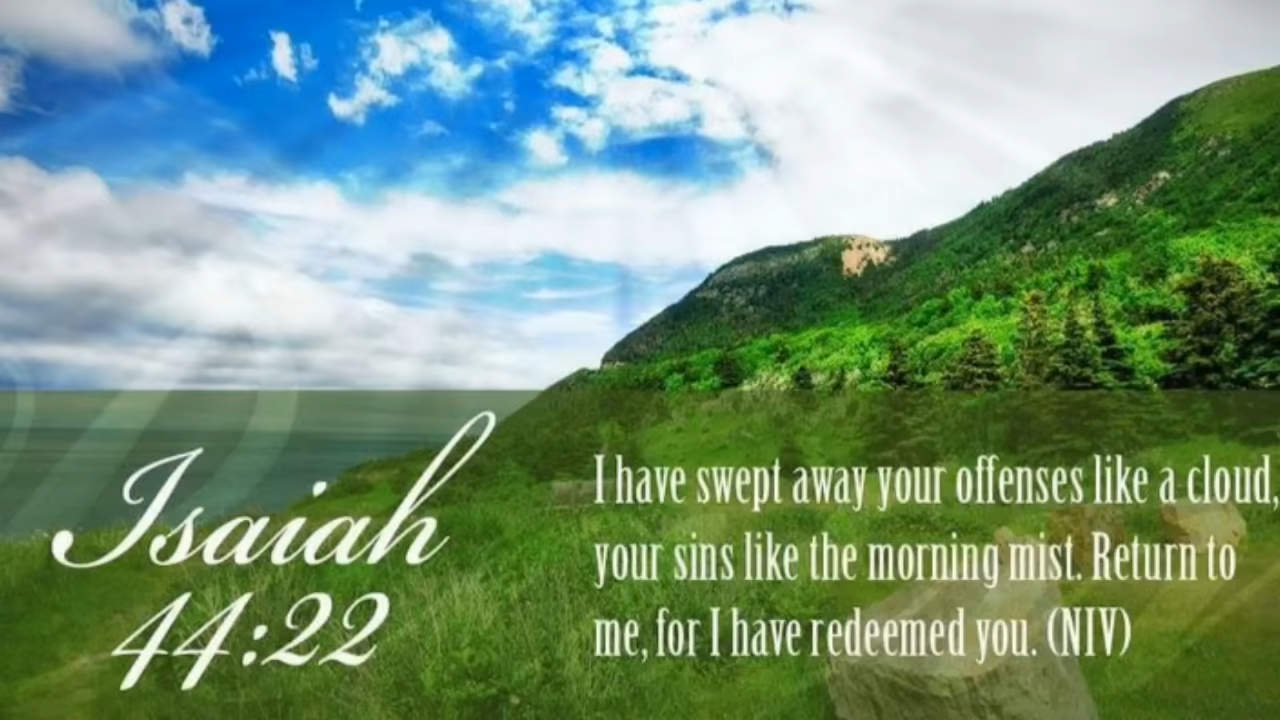 Isaiah
44:22
I have swept away your offenses like a cloud,
your sins like the morning mist. Return to
me, for I have redeemed you. (NIV)